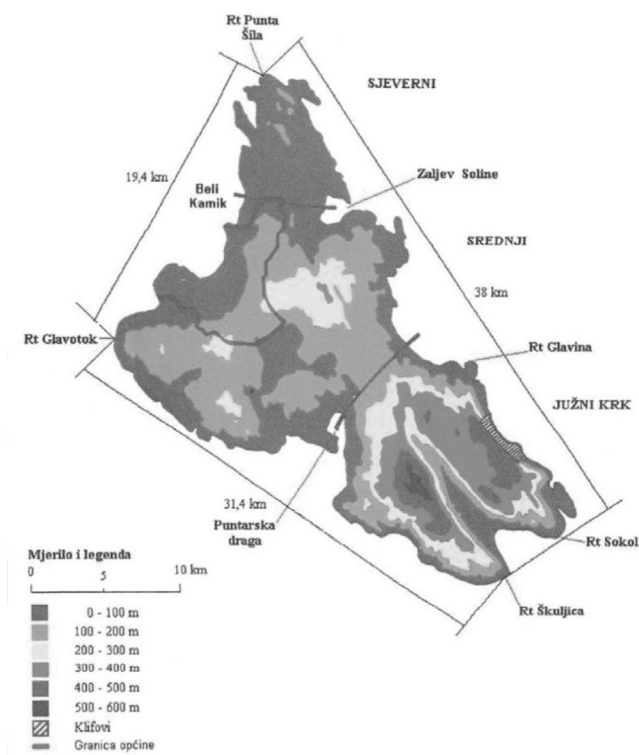 Rt Punta
Šila
SJEVERNI
19,4 km
Beli
Kamik
Zaljev Soline
SREDNJI
38 km
Rt Glavotok
Rt Glavina
JUŽNI KRK
31,4 km
Puntarska
draga
Rt Sokol
Rt Škuljica
Mjerilo i legenda
0 5 10 km
0 - 100 m
100 - 200 m
200 - 300 m
300 - 400 m
400 - 500 m
500 - 600 m
Klifovi
Granica općine